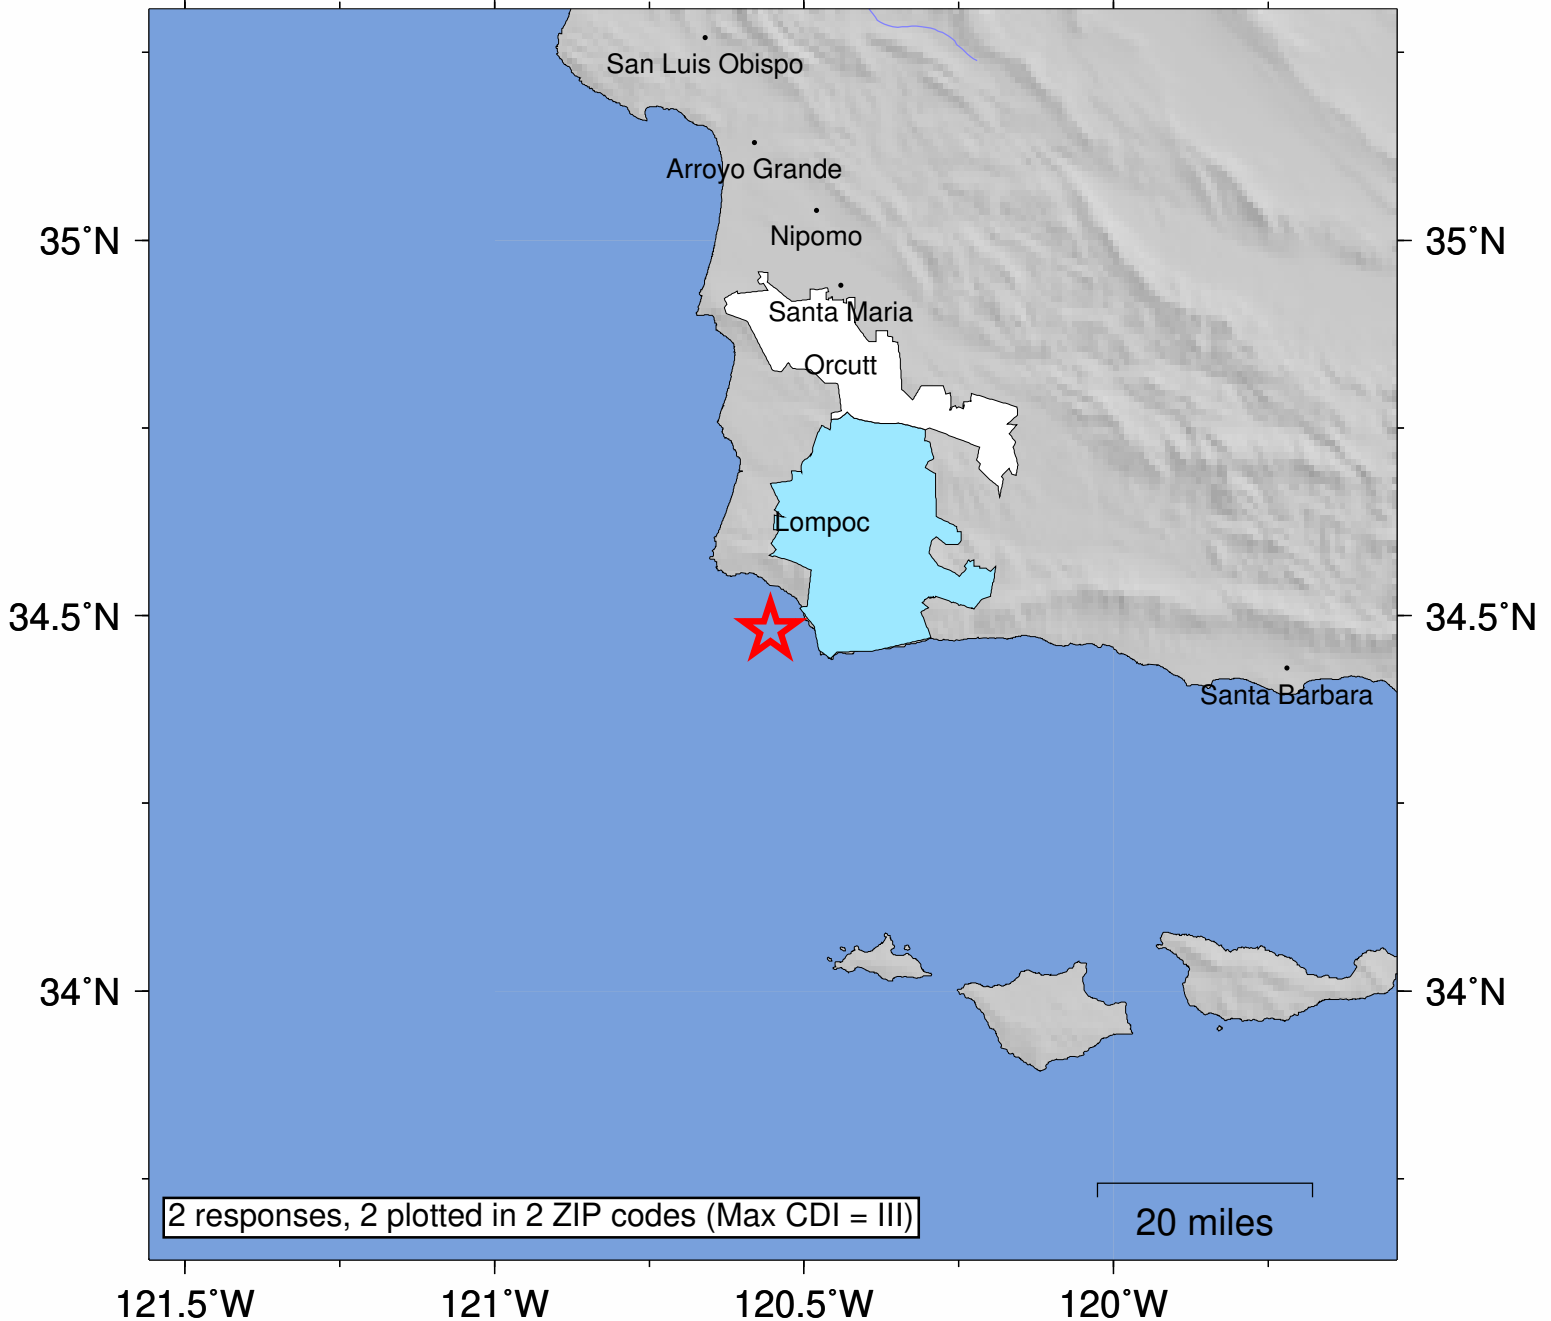 San Luis Obispo
Arroyo Grande
Nipomo
35°N
35°N
Santa Maria
Orcutt
Lompoc
34.5°N
34.5°N
Santa Barbara
34°N
34°N
2 responses, 2 plotted in 2 ZIP codes (Max CDI = III)
20 miles
121.5°W
121°W
120.5°W
120°W